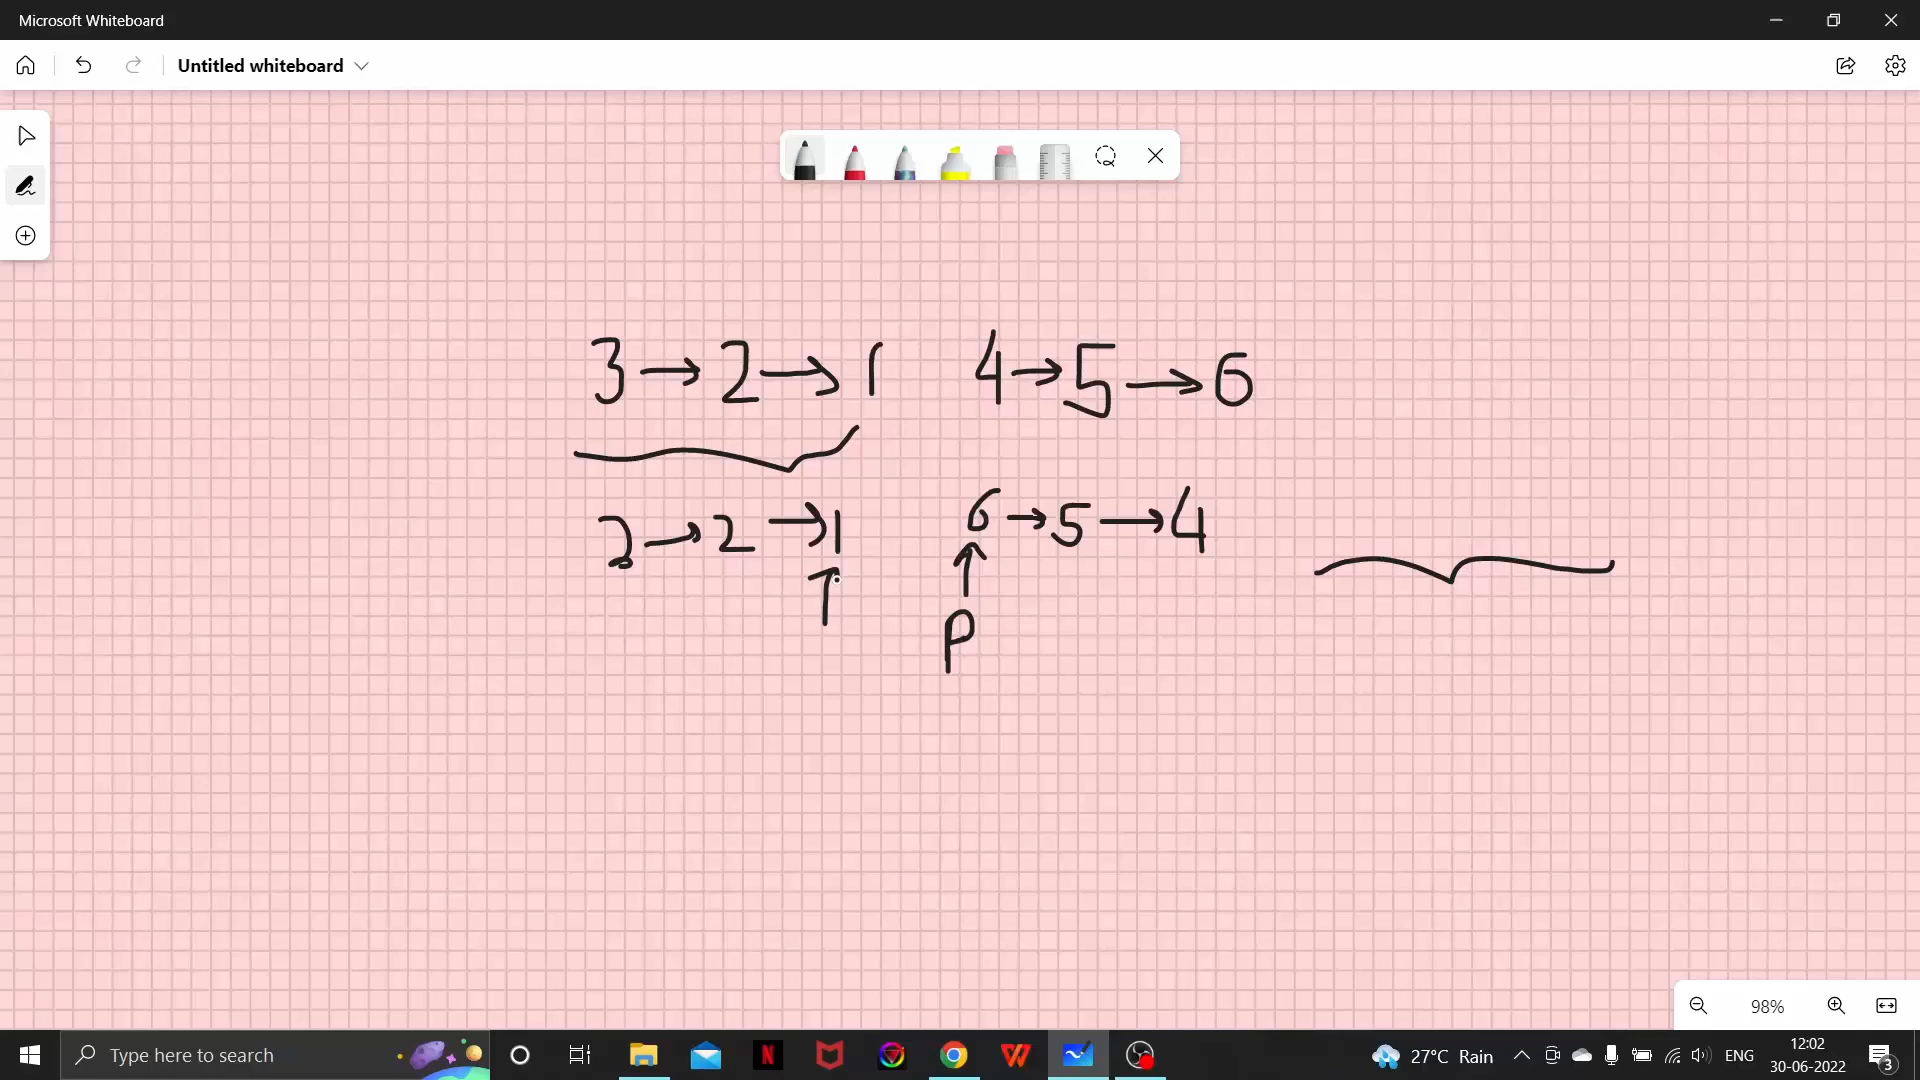 Microsoft Whiteboard
Untitled whiteboard
3 → 2 → 1 4 → 5 → 6
2 → 2 → 1 6 → 5 → 4
P
98%
Type here to search
27°C Rain
ENG
12:02
30-06-2022
3